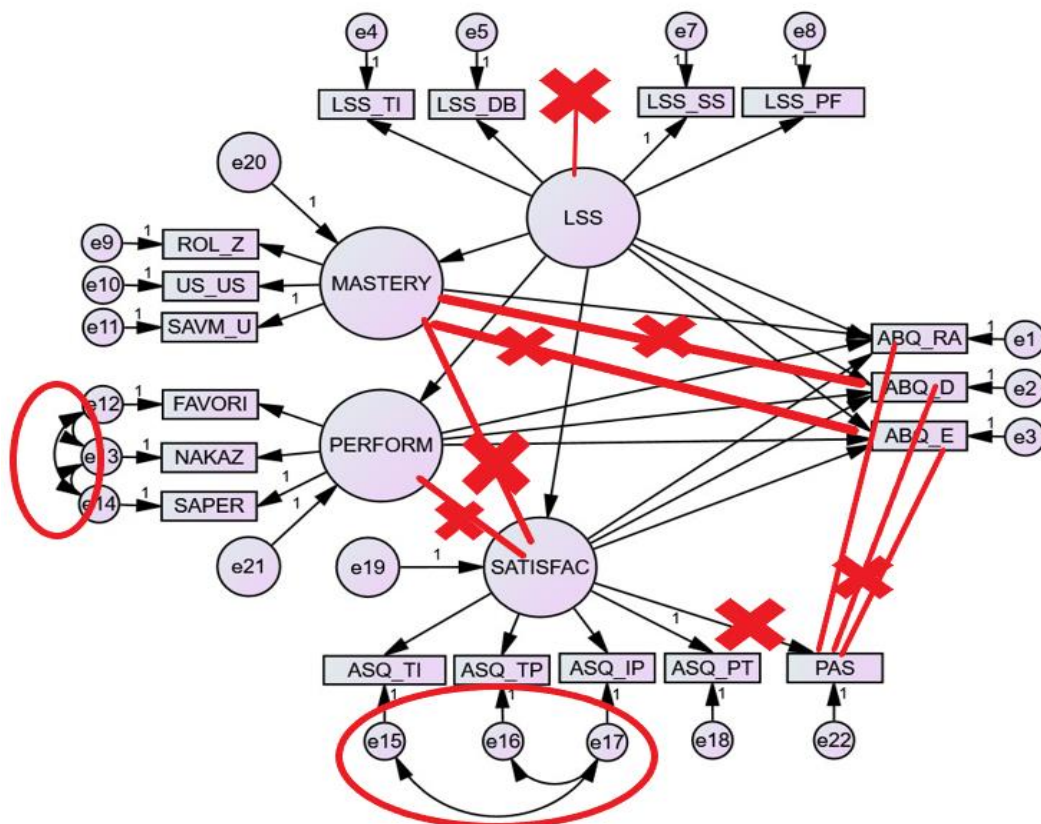 e4 e5 e7 e8
1 1 1 1
LSS_TI LSS_DB LSS_SS LSS_PF
1
e20
1
LSS
e9 1 ROL_Z
e10 1 US_US
MASTERY
e11 1 SAVM_U 1
ABQ_RA 1 e1
ABQ_D 1 e2
ABQ_E 1 e3
e12 1 FAVORI
PERFORM
e13 1 NAKAZ
e14 1 SAPER 1
1
e21
e19 1 SATISFAC
1
ASQ_TI ASQ_TP ASQ_IP ASQ_PT PAS
1 1 1 1 1
e15 e16 e17 e18 e22